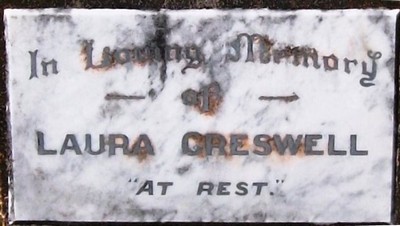 In Loving Memory
— of —
LAURA CRESWELL
"AT REST."